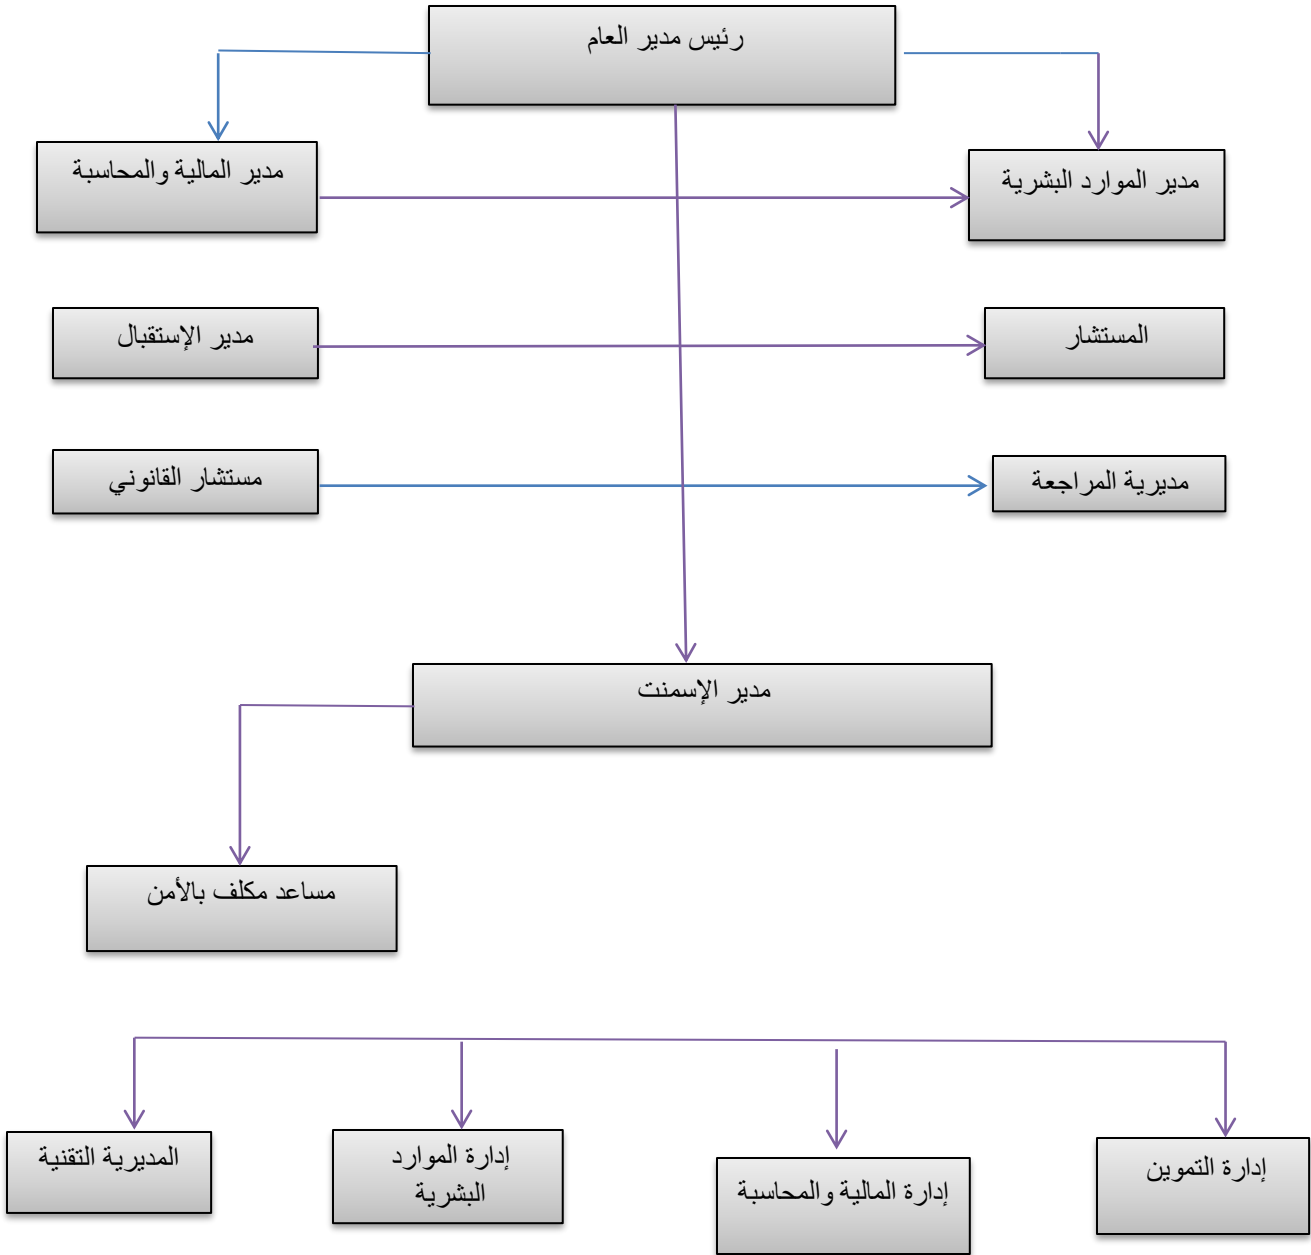 رئيس مدير العام
مدير الموارد البشرية
مدير المالية والمحاسبة
المستشار
مدير الإستقبال
مديرية المراجعة
مستشار القانوني
مدير الإسمنت
مساعد مكلف بالأمن
إدارة التموين
إدارة المالية والمحاسبة
إدارة الموارد
البشرية
المديرية التقنية